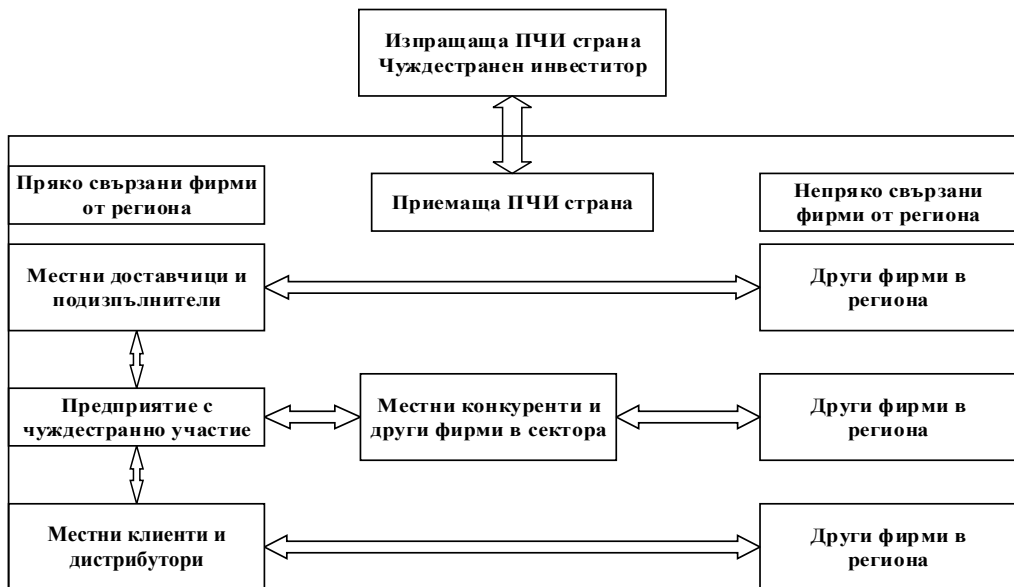 Изпращаща ПЧИ страна
Чуждестранен инвеститор
Пряко свързани фирми
от региона
Приемаща ПЧИ страна
Непряко свързани
фирми от региона
Местни доставчици и
подизпълнители
Други фирми в
региона
Предприятие с
чуждестранно участие
Местни конкуренти и
други фирми в сектора
Други фирми в
региона
Местни клиенти и
дистрибутори
Други фирми в
региона